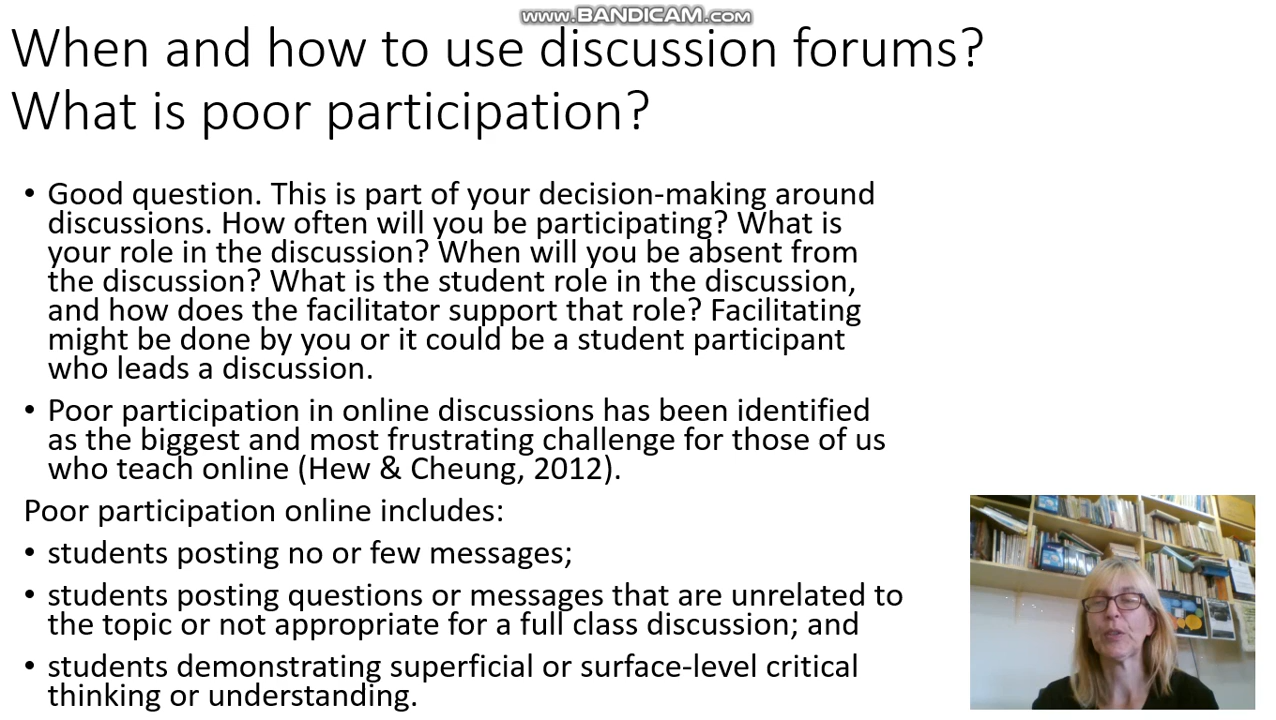 www.BANDICAM.com
When and how to use discussion forums?
What is poor participation?
• Good question. This is part of your decision-making around
discussions. How often will you be participating? What is
your role in the discussion? When will you be absent from
the discussion? What is the student role in the discussion,
and how does the facilitator support that role? Facilitating
might be done by you or it could be a student participant
who leads a discussion.
• Poor participation in online discussions has been identified
as the biggest and most frustrating challenge for those of us
who teach online (Hew & Cheung, 2012).
Poor participation online includes:
• students posting no or few messages;
• students posting questions or messages that are unrelated to
the topic or not appropriate for a full class discussion; and
• students demonstrating superficial or surface-level critical
thinking or understanding.